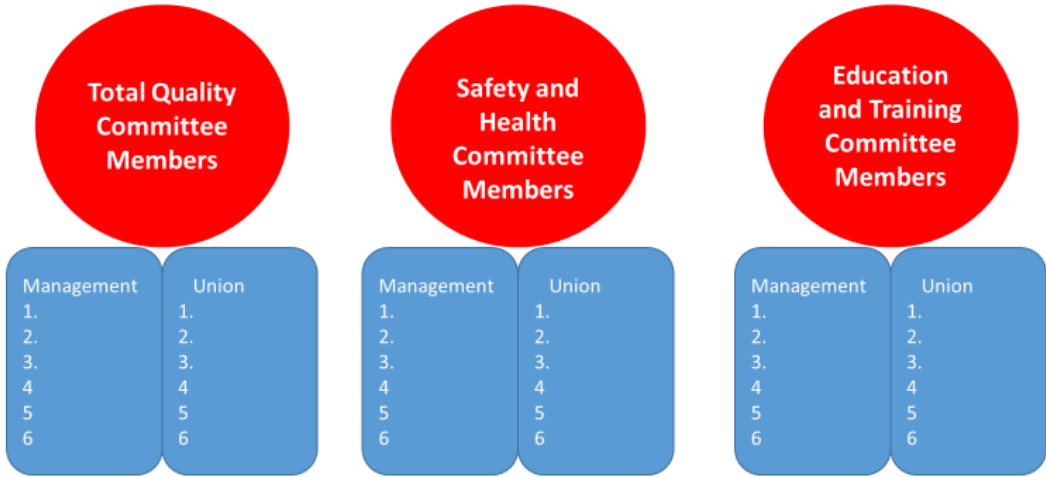 Total Quality
Committee
Members
Management
1.
2.
3.
4
5
6
Union
1.
2.
3.
4
5
6
Safety and
Health
Committee
Members
Management
1.
2.
3.
4
5
6
Union
1.
2.
3.
4
5
6
Education
and Training
Committee
Members
Management
1.
2.
3.
4
5
6
Union
1.
2.
3.
4
5
6